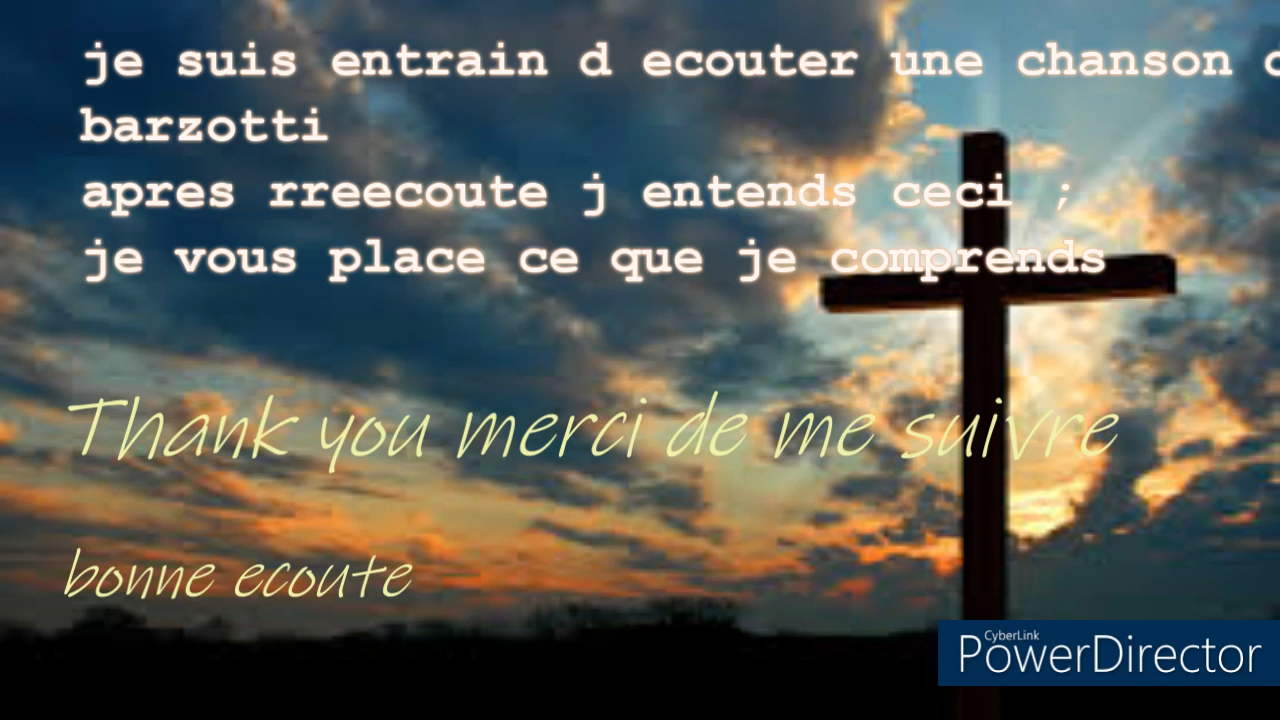 je suis entrain d ecouter une chanson
barzotti
apres rreecoute j entends ceci ;
je vous place ce que je comprends
Thank you merci de me suivre
bonne ecoute
CyberLink
PowerDirector